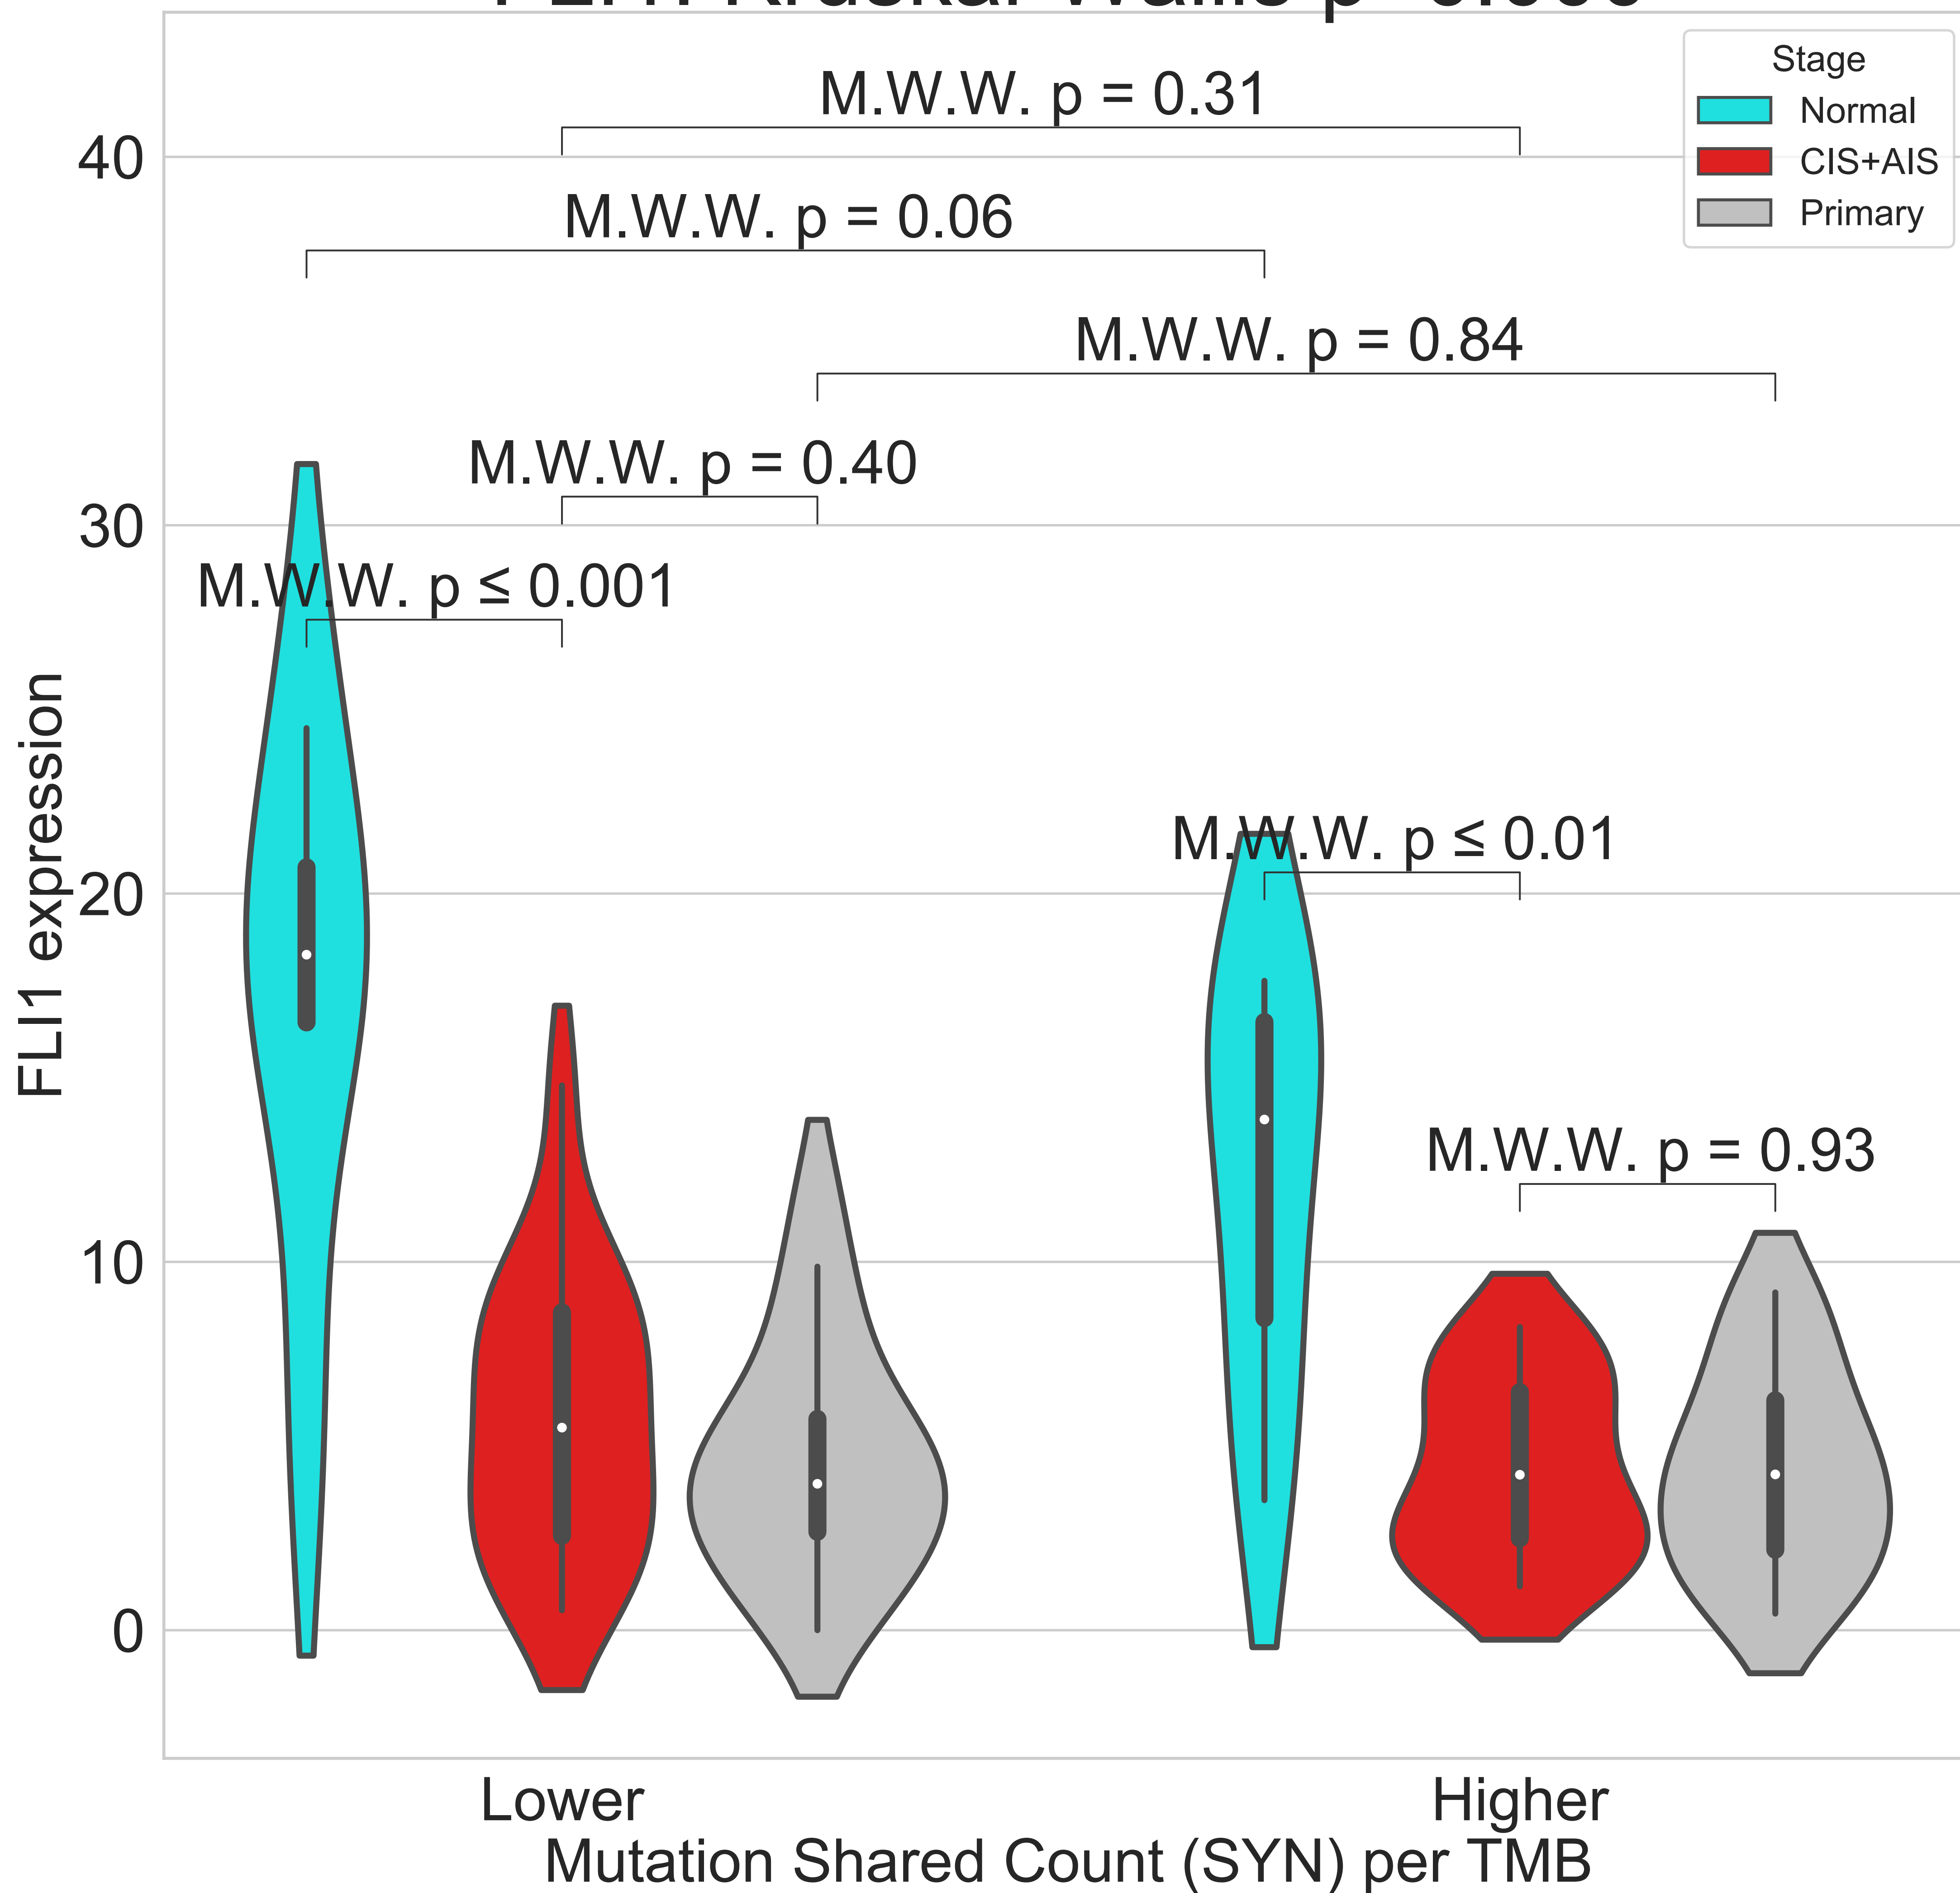 Stage
Normal
CIS+AIS
Primary
M.W.W. p = 0.31
40
M.W.W. p = 0.06
M.W.W. p = 0.84
M.W.W. p = 0.40
30
M.W.W. p ≤ 0.001
FLI1 expression
M.W.W. p ≤ 0.01
20
M.W.W. p = 0.93
10
0
Lower
Higher
Mutation Shared Count (SYN) per TMB